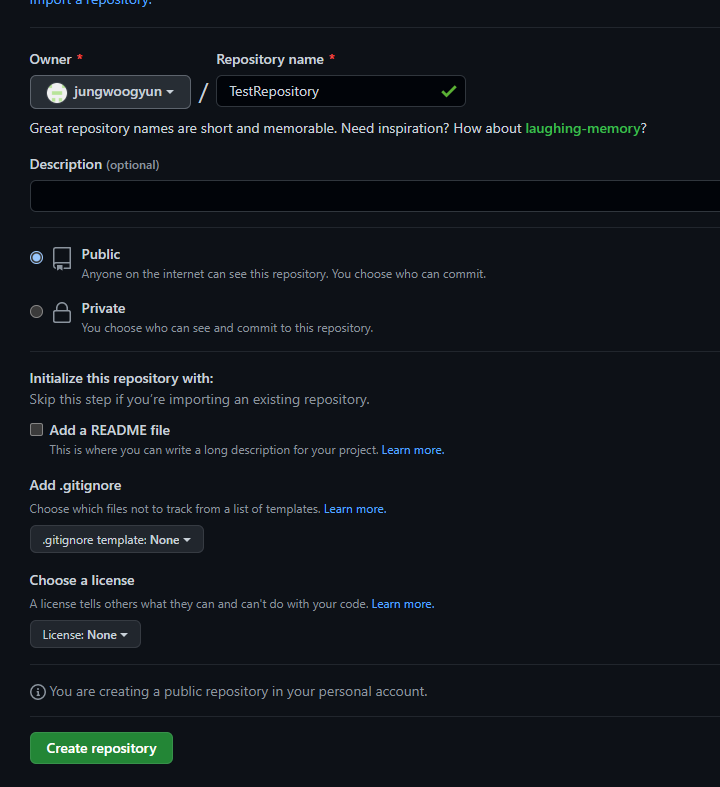 Import a repository.
Owner *
Repository name *
jungwoogyun / TestRepository
Great repository names are short and memorable. Need inspiration? How about laughing-memory?
Description (optional)
Public
Anyone on the internet can see this repository. You choose who can commit.
Private
You choose who can see and commit to this repository.
Initialize this repository with:
Skip this step if you're importing an existing repository.
Add a README file
This is where you can write a long description for your project. Learn more.
Add .gitignore
Choose which files not to track from a list of templates. Learn more.
.gitignore template: None
Choose a license
A license tells others what they can and can't do with your code. Learn more.
License: None
You are creating a public repository in your personal account.
Create repository